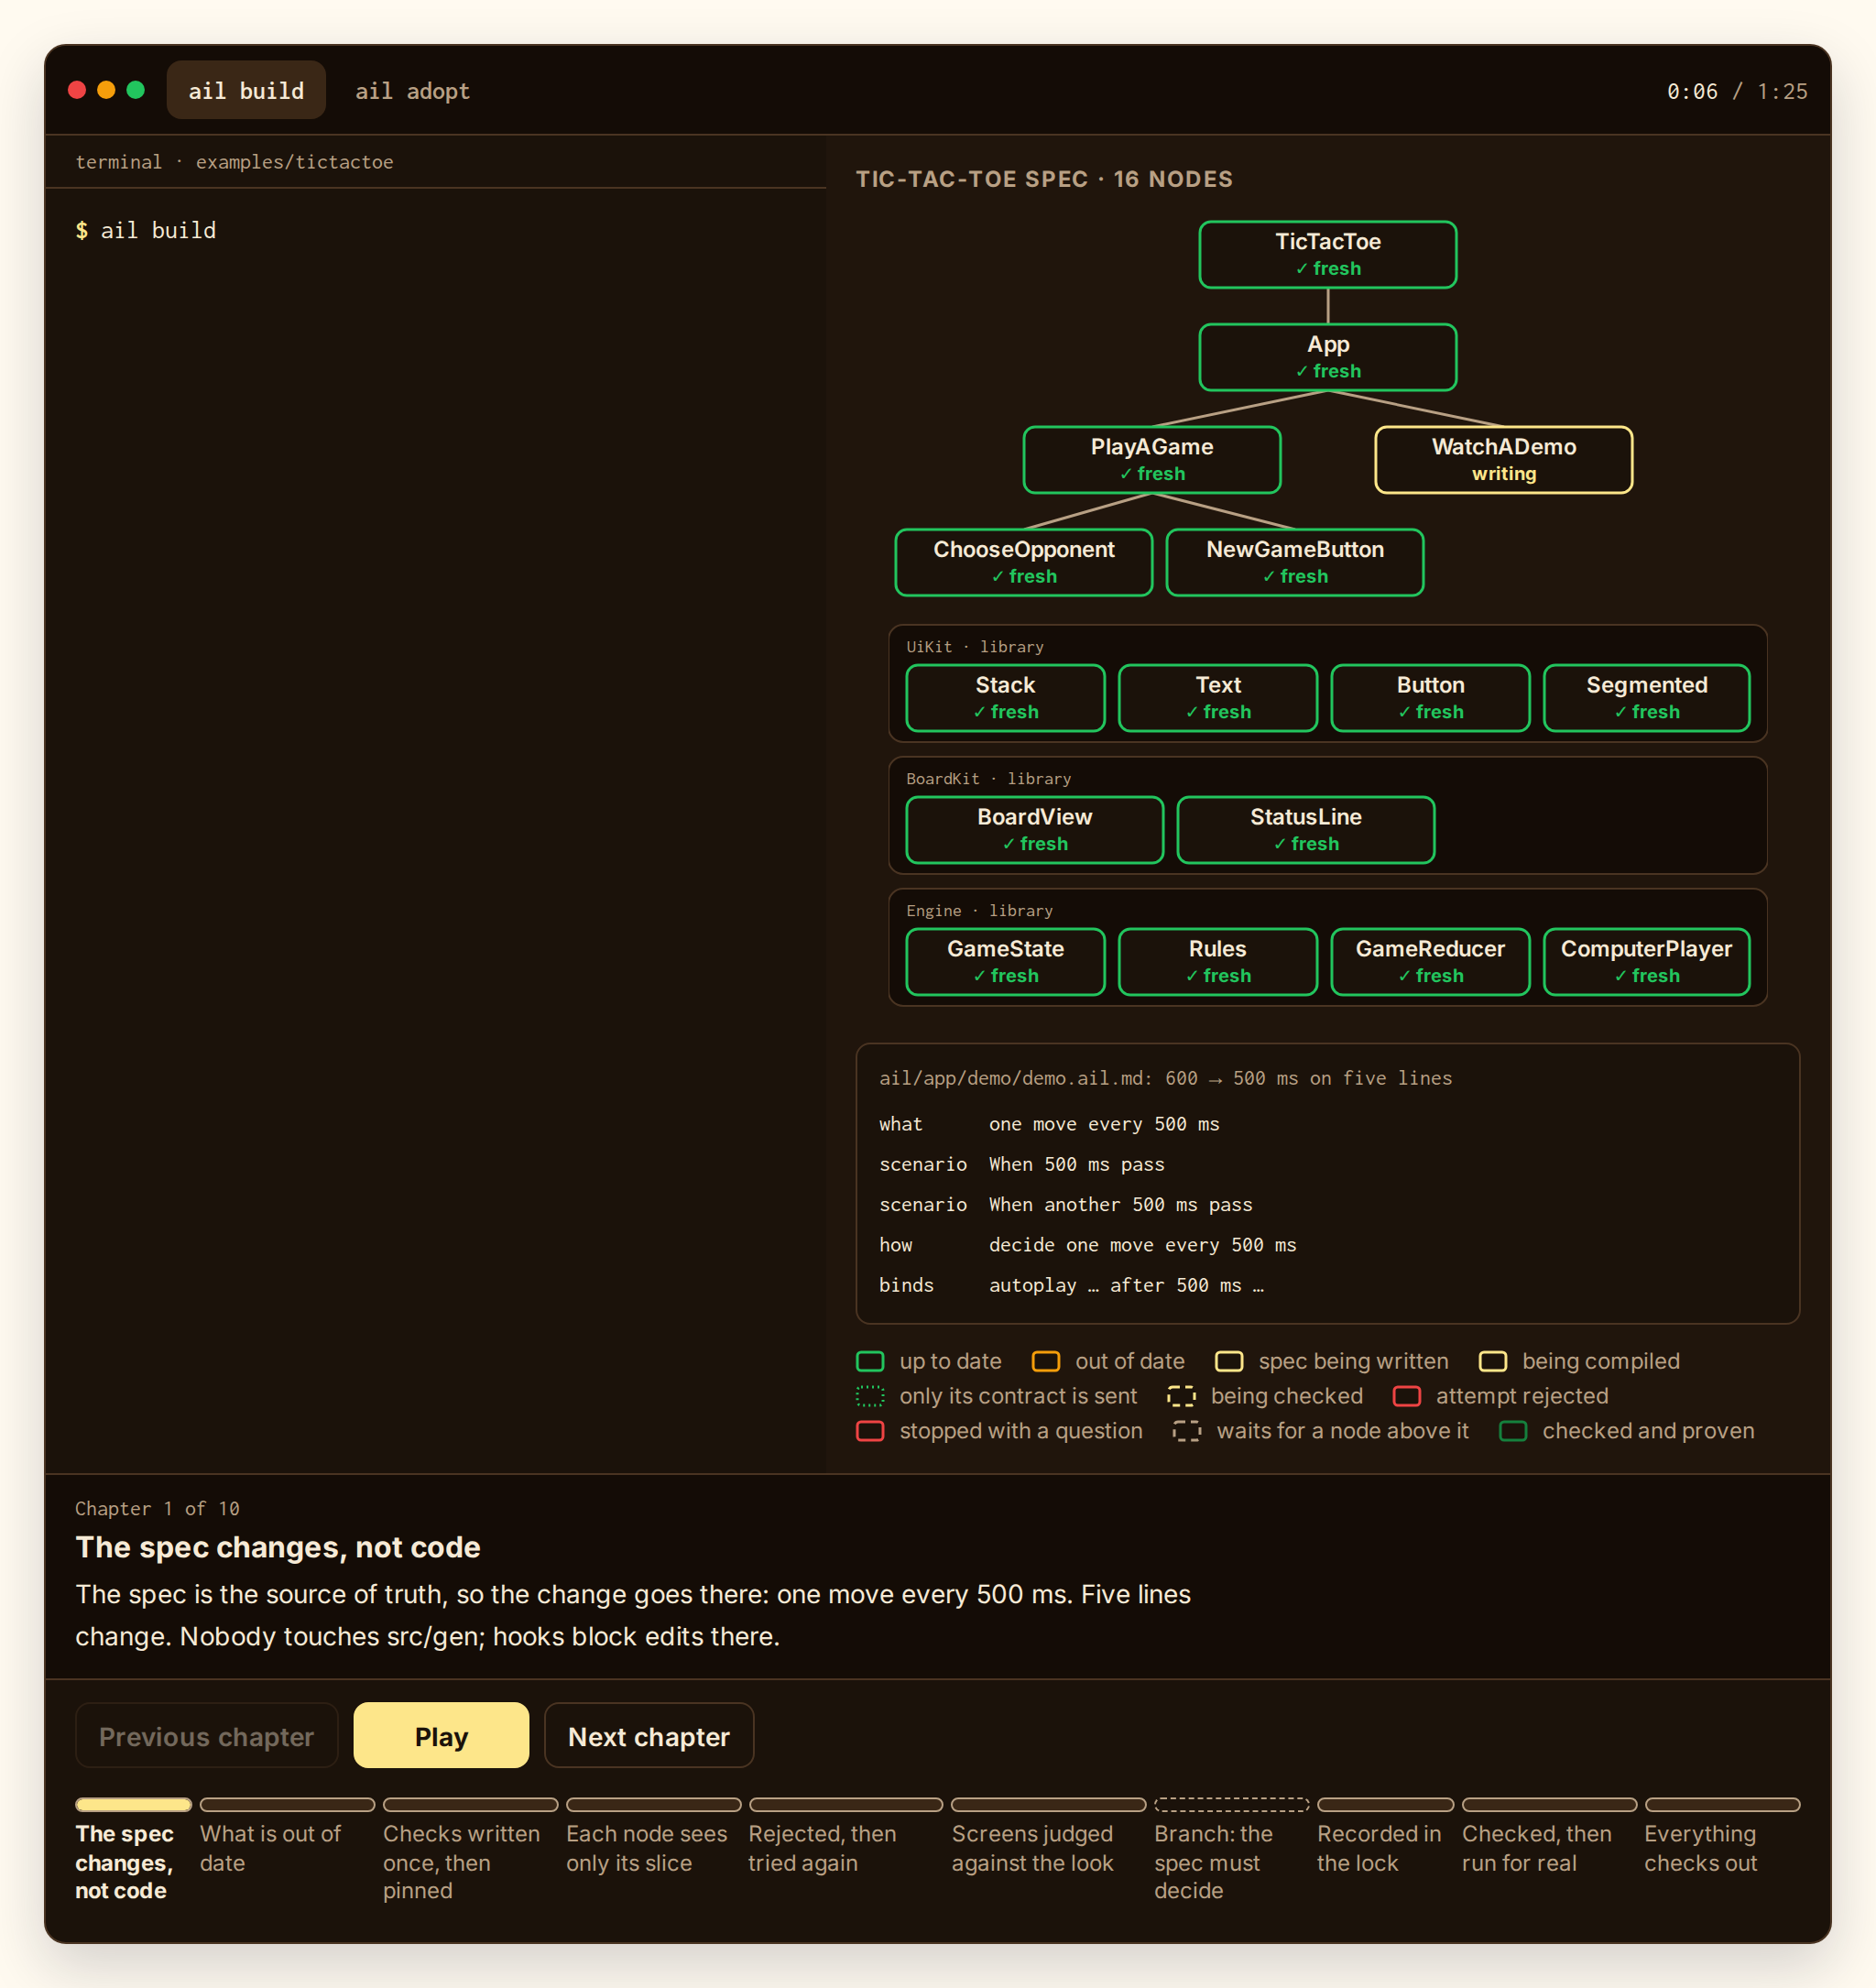 ail build
ail adopt
0:06 / 1:25
terminal · examples/tictactoe
$ ail build
TIC-TAC-TOE SPEC · 16 NODES
TicTacToe
✓ fresh
App
✓ fresh
PlayAGame
✓ fresh
WatchADemo
writing
ChooseOpponent
✓ fresh
NewGameButton
✓ fresh
UiKit · library
Stack
✓ fresh
Text
✓ fresh
Button
✓ fresh
Segmented
✓ fresh
BoardKit · library
BoardView
✓ fresh
StatusLine
✓ fresh
Engine · library
GameState
✓ fresh
Rules
✓ fresh
GameReducer
✓ fresh
ComputerPlayer
✓ fresh
ail/app/demo/demo.ail.md: 600 → 500 ms on five lines
what one move every 500 ms
scenario When 500 ms pass
scenario When another 500 ms pass
how decide one move every 500 ms
binds autoplay … after 500 ms …
up to date out of date spec being written being compiled
only its contract is sent being checked attempt rejected
stopped with a question waits for a node above it checked and proven
Chapter 1 of 10
The spec changes, not code
The spec is the source of truth, so the change goes there: one move every 500 ms. Five lines
change. Nobody touches src/gen; hooks block edits there.
Previous chapter
Play
Next chapter
The spec
changes,
not code
What is out of
date
Checks written
once, then
pinned
Each node sees
only its slice
Rejected, then
tried again
Screens judged
against the look
Branch: the
spec must
decide
Recorded in
the lock
Checked, then
run for real
Everything
checks out